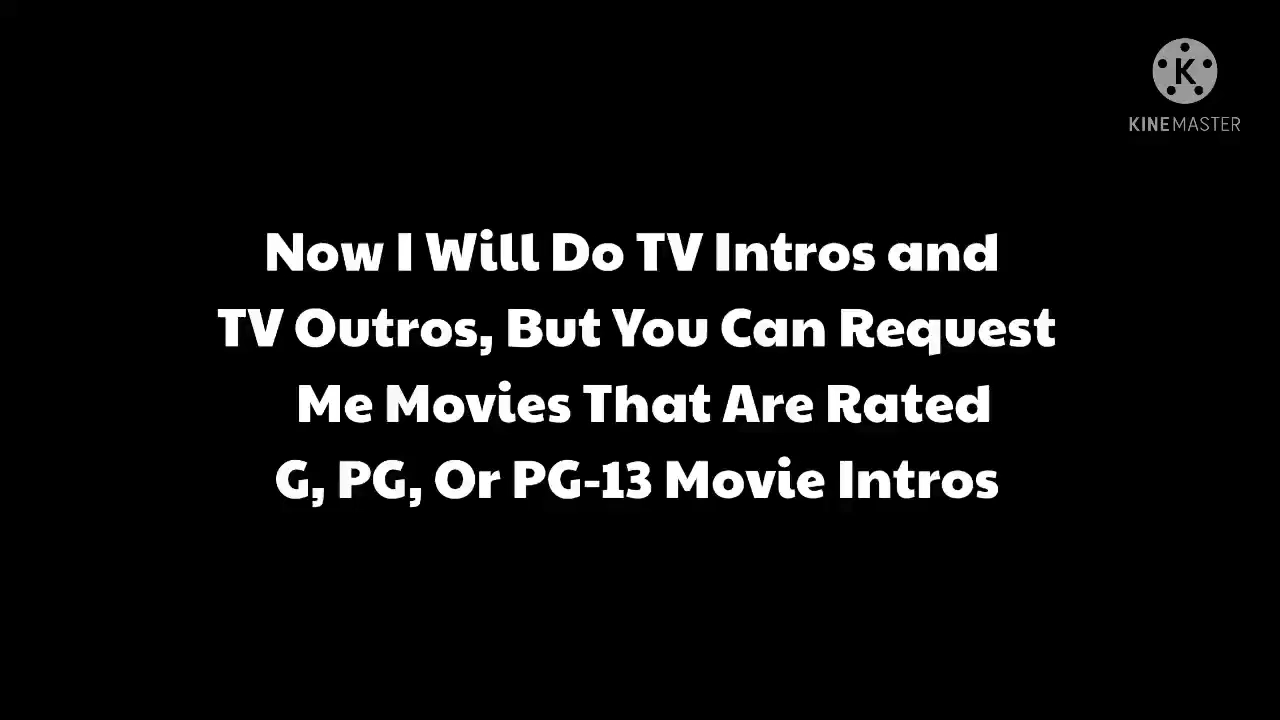 K
KINEMASTER
Now I Will Do TV Intros and
TV Outros, But You Can Request
Me Movies That Are Rated
G, PG, Or PG-13 Movie Intros